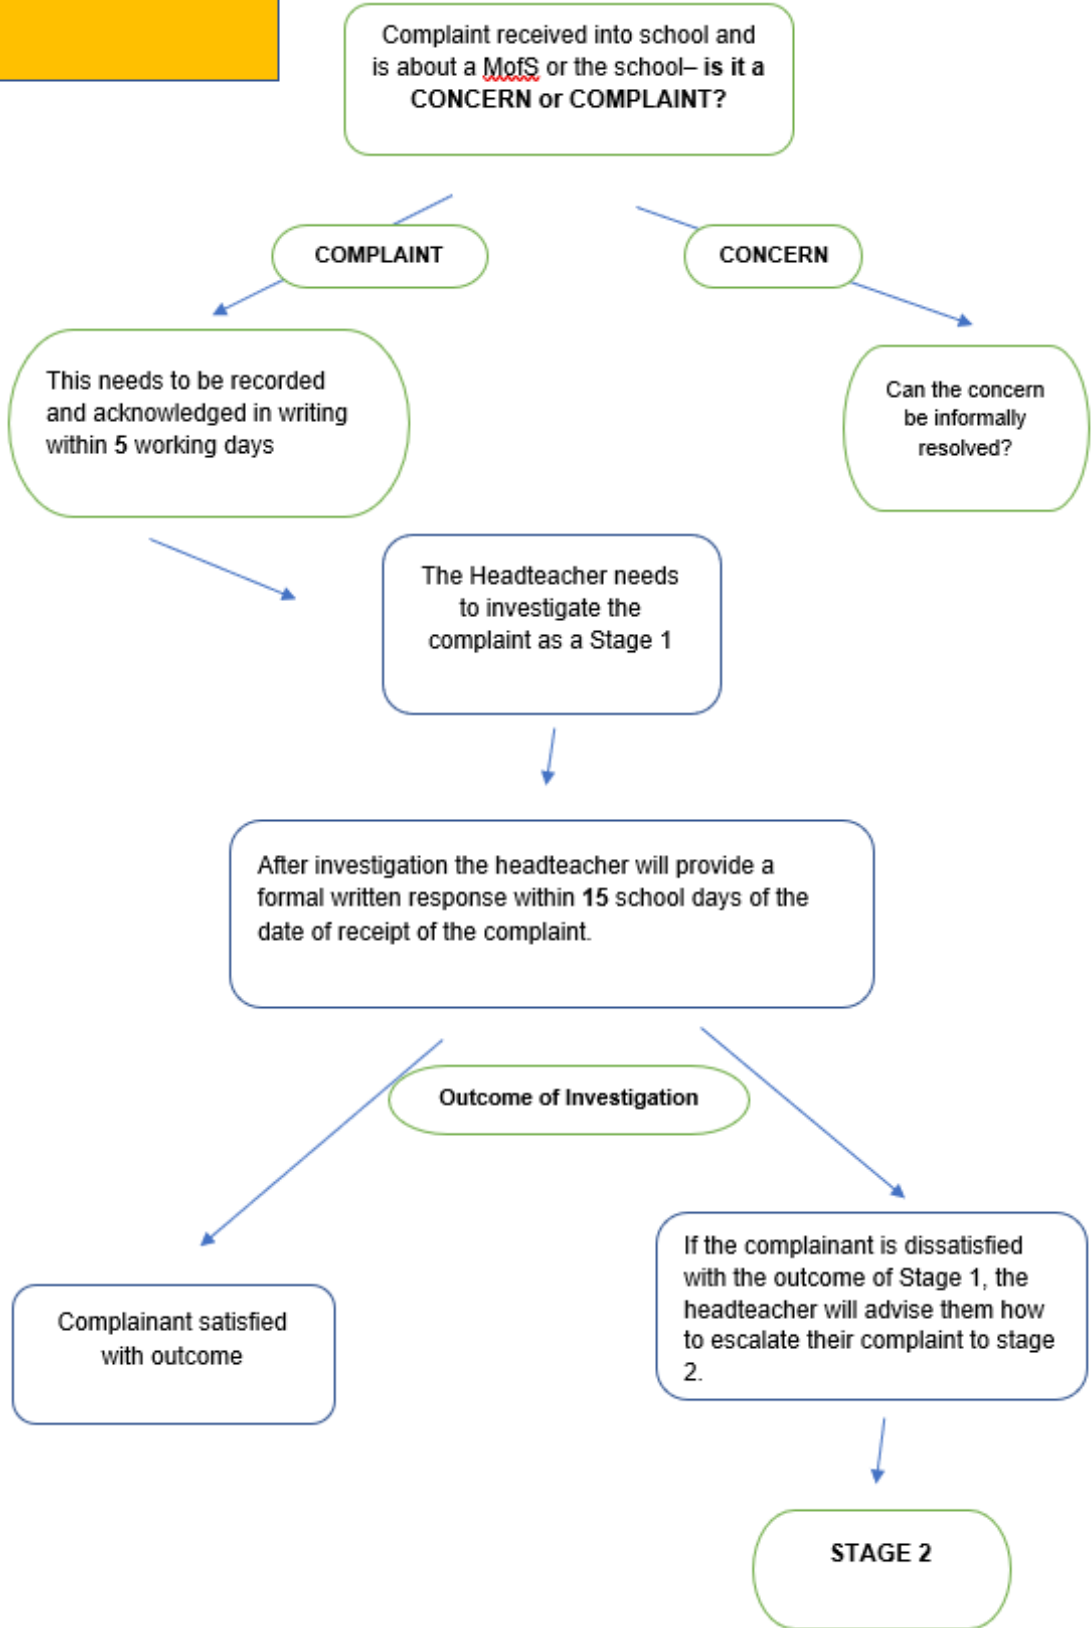 Complaint received into school and
is about a MofS or the school– is it a
CONCERN or COMPLAINT?
COMPLAINT
CONCERN
This needs to be recorded
and acknowledged in writing
within 5 working days
Can the concern
be informally
resolved?
The Headteacher needs
to investigate the
complaint as a Stage 1
After investigation the headteacher will provide a
formal written response within 15 school days of the
date of receipt of the complaint.
Outcome of Investigation
Complainant satisfied
with outcome
If the complainant is dissatisfied
with the outcome of Stage 1, the
headteacher will advise them how
to escalate their complaint to stage
2.
STAGE 2